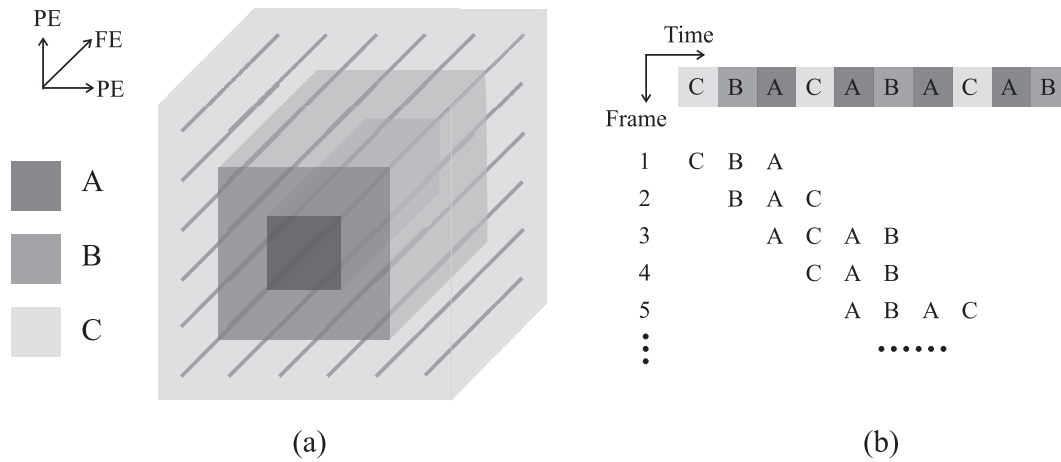 PE
FE
PE
A
B
C
(a)
Time
C B A C A B A C A B
Frame
1 C B A
2 B A C
3 A C A B
4 C A B
5 A B A C
......
(b)